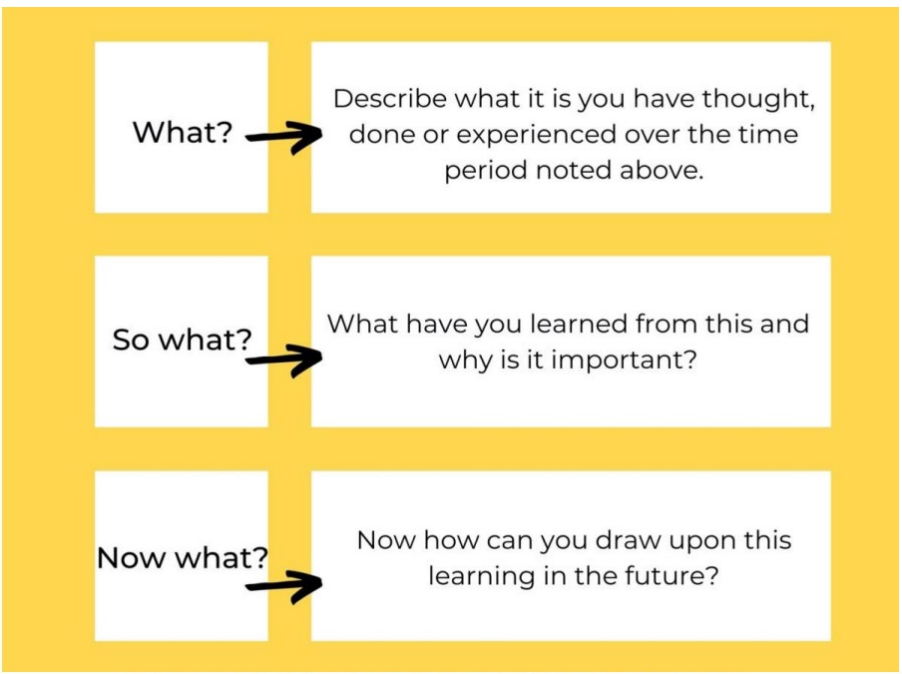 What?
Describe what it is you have thought,
done or experienced over the time
period noted above.
So what?
What have you learned from this and
why is it important?
Now what?
Now how can you draw upon this
learning in the future?